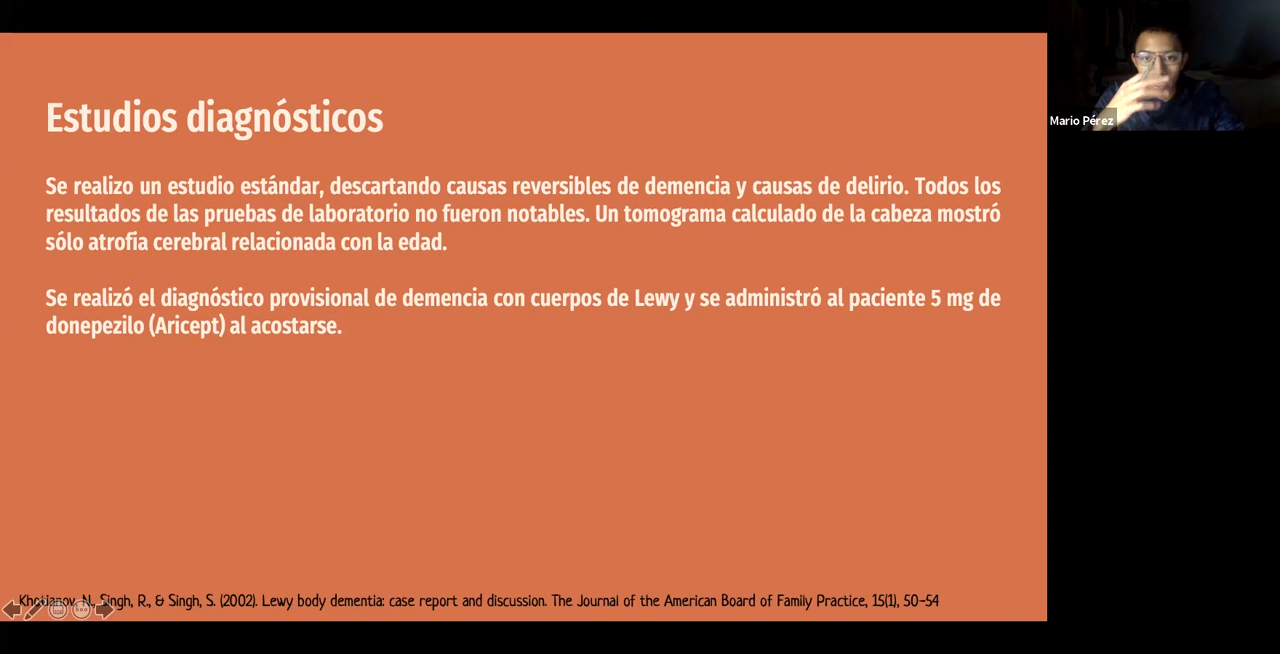 Estudios diagnósticos
Se realizo un estudio estándar, descartando causas reversibles de demencia y causas de delirio. Todos los
resultados de las pruebas de laboratorio no fueron notables. Un tomograma calculado de la cabeza mostró
sólo atrofia cerebral relacionada con la edad.
Se realizó el diagnóstico provisional de demencia con cuerpos de Lewy y se administró al paciente 5 mg de
donepezilo (Aricept) al acostarse.
N., Singh, R., & Singh, S. (2002). Lewy body dementia: case report and discussion. The Journal of the American Board of Family Practice, 15(1), 50-54
Mario Pérez